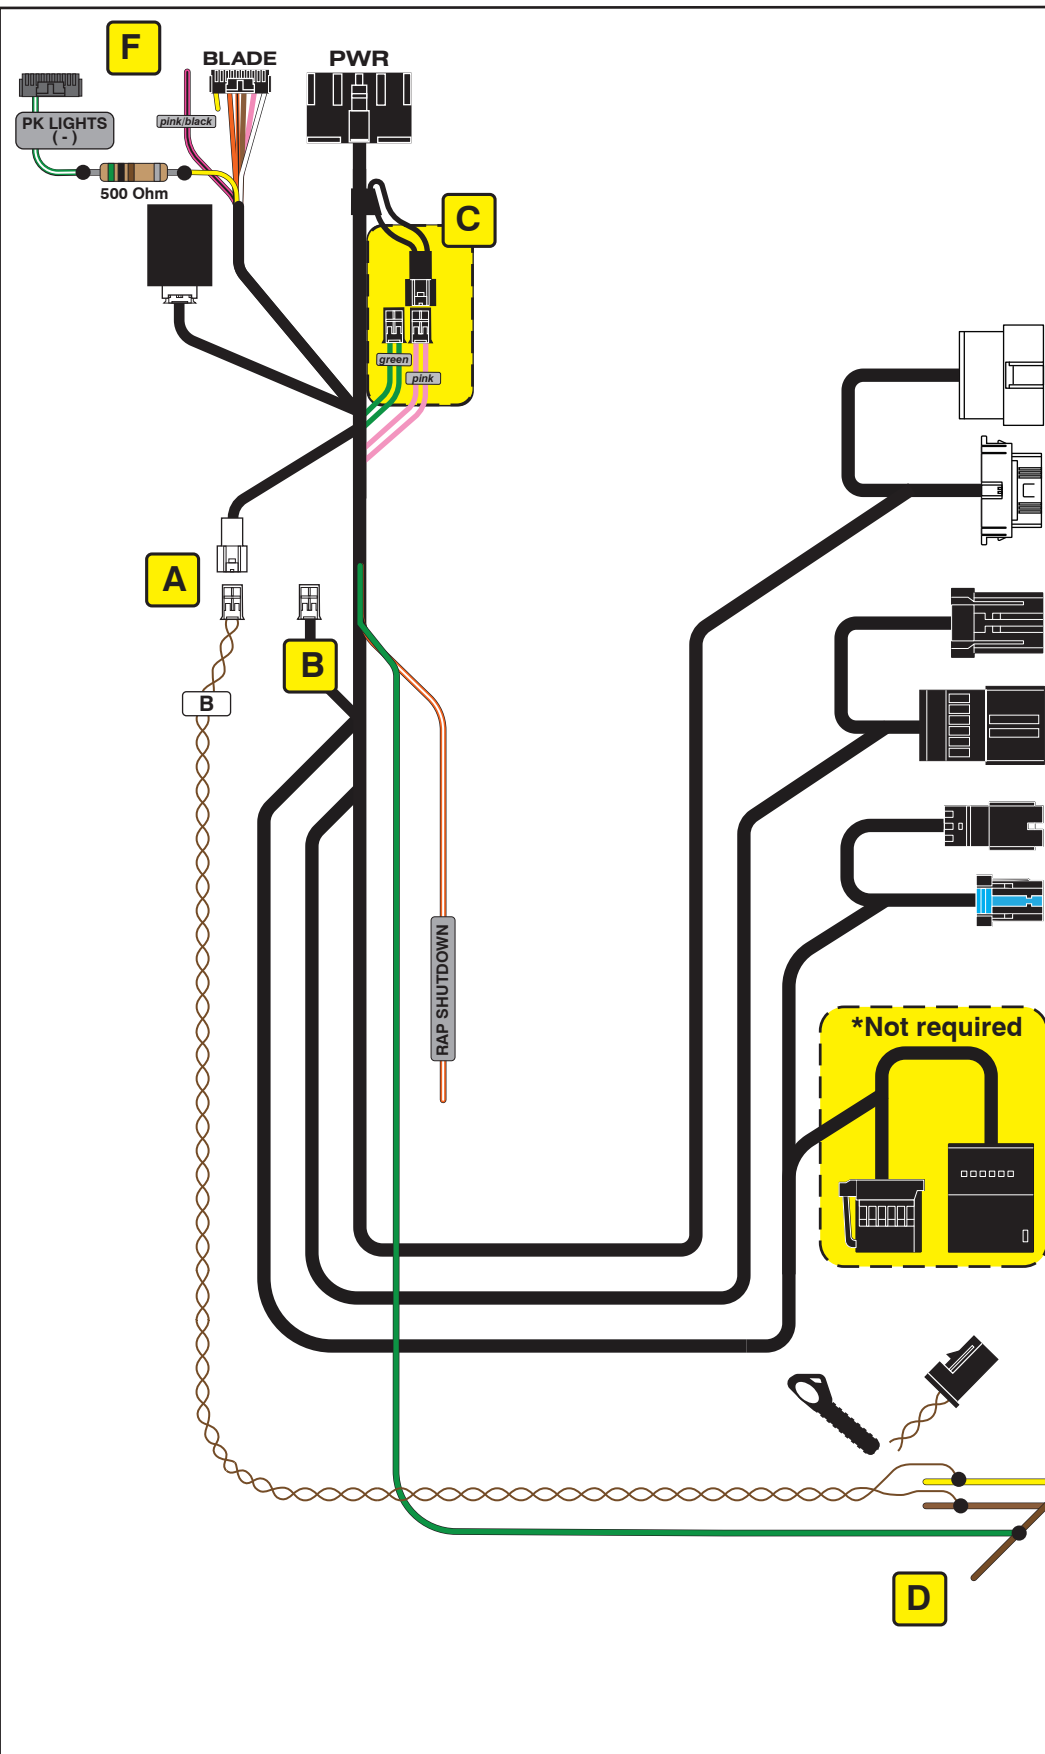 F
BLADE
PWR
PK LIGHTS
( - )
pink/black
500 Ohm
C
green
pink
A
B
B
RAP SHUTDOWN
*Not required
D